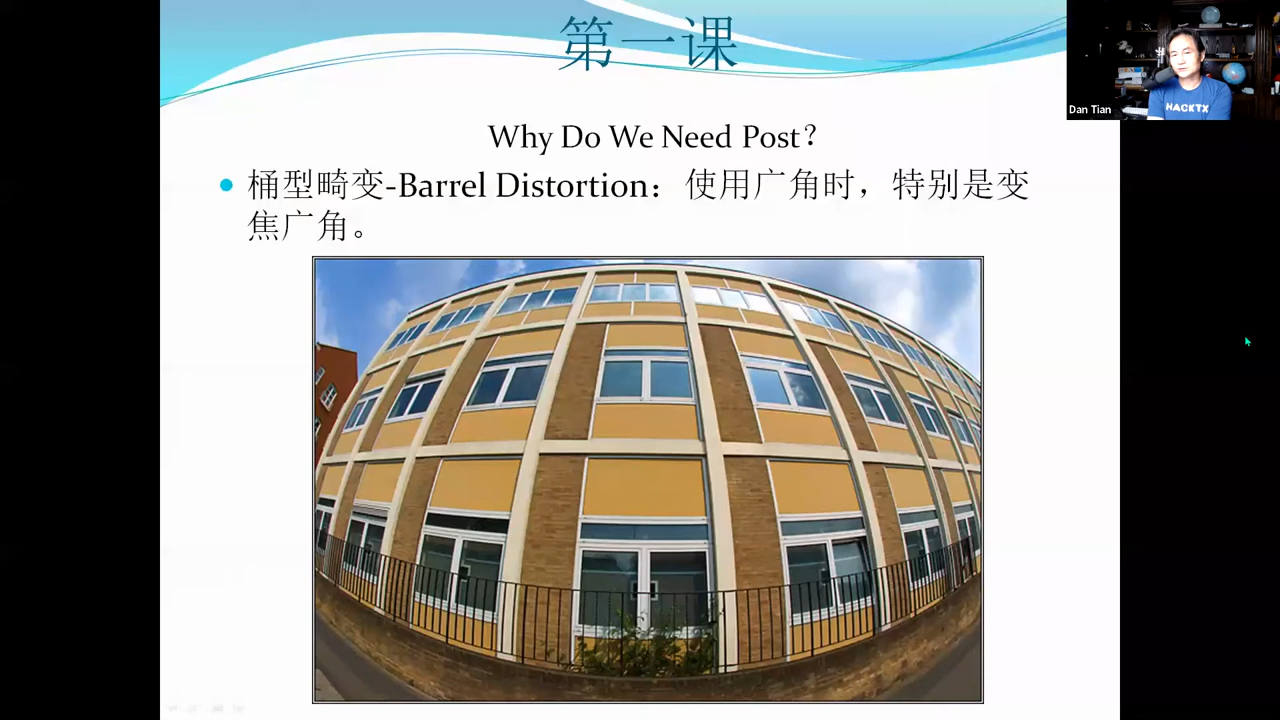 第一课
Why Do We Need Post?
桶型畸变-Barrel Distortion：使用广角时，特别是变
焦广角。
Dan Tian
HACKTX